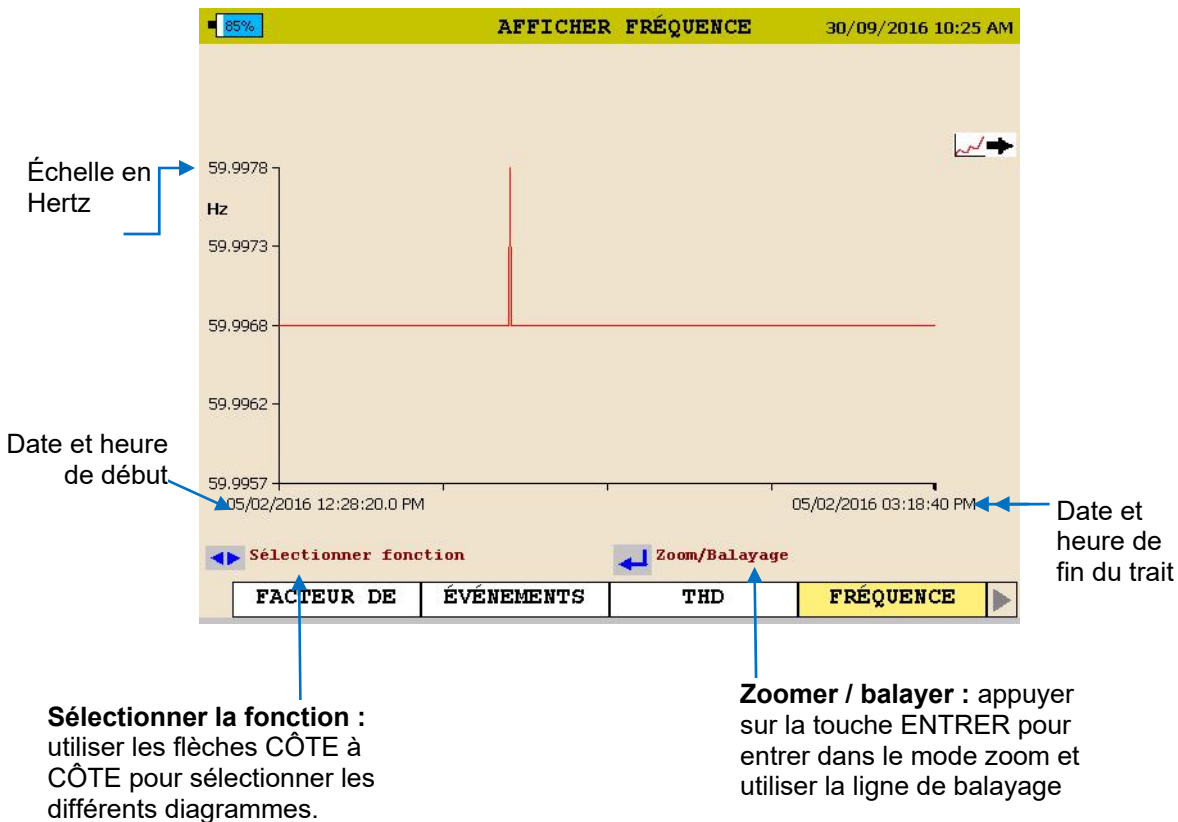 85%
AFFICHER FRÉQUENCE
30/09/2016 10:25 AM
Échelle en
Hertz
59.9978
Hz
59.9973
59.9968
59.9962
59.9957
Date et heure
de début
05/02/2016 12:28:20.0 PM
05/02/2016 03:18:40 PM
Date et
heure de
fin du trait
Sélectionner fonction
Zoom/Balayage
FACTEUR DE
ÉVÉNEMENTS
THD
FRÉQUENCE
Sélectionner la fonction :
utiliser les flèches CÔTE à
CÔTE pour sélectionner les
différents diagrammes.
Zoomer / balayer : appuyer
sur la touche ENTRER pour
entrer dans le mode zoom et
utiliser la ligne de balayage